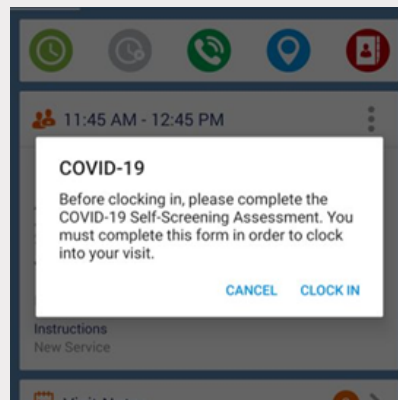 11:45 AM - 12:45 PM
COVID-19
Before clocking in, please complete the
COVID-19 Self-Screening Assessment. You
must complete this form in order to clock
into your visit.
CANCEL CLOCK IN
Instructions
New Service